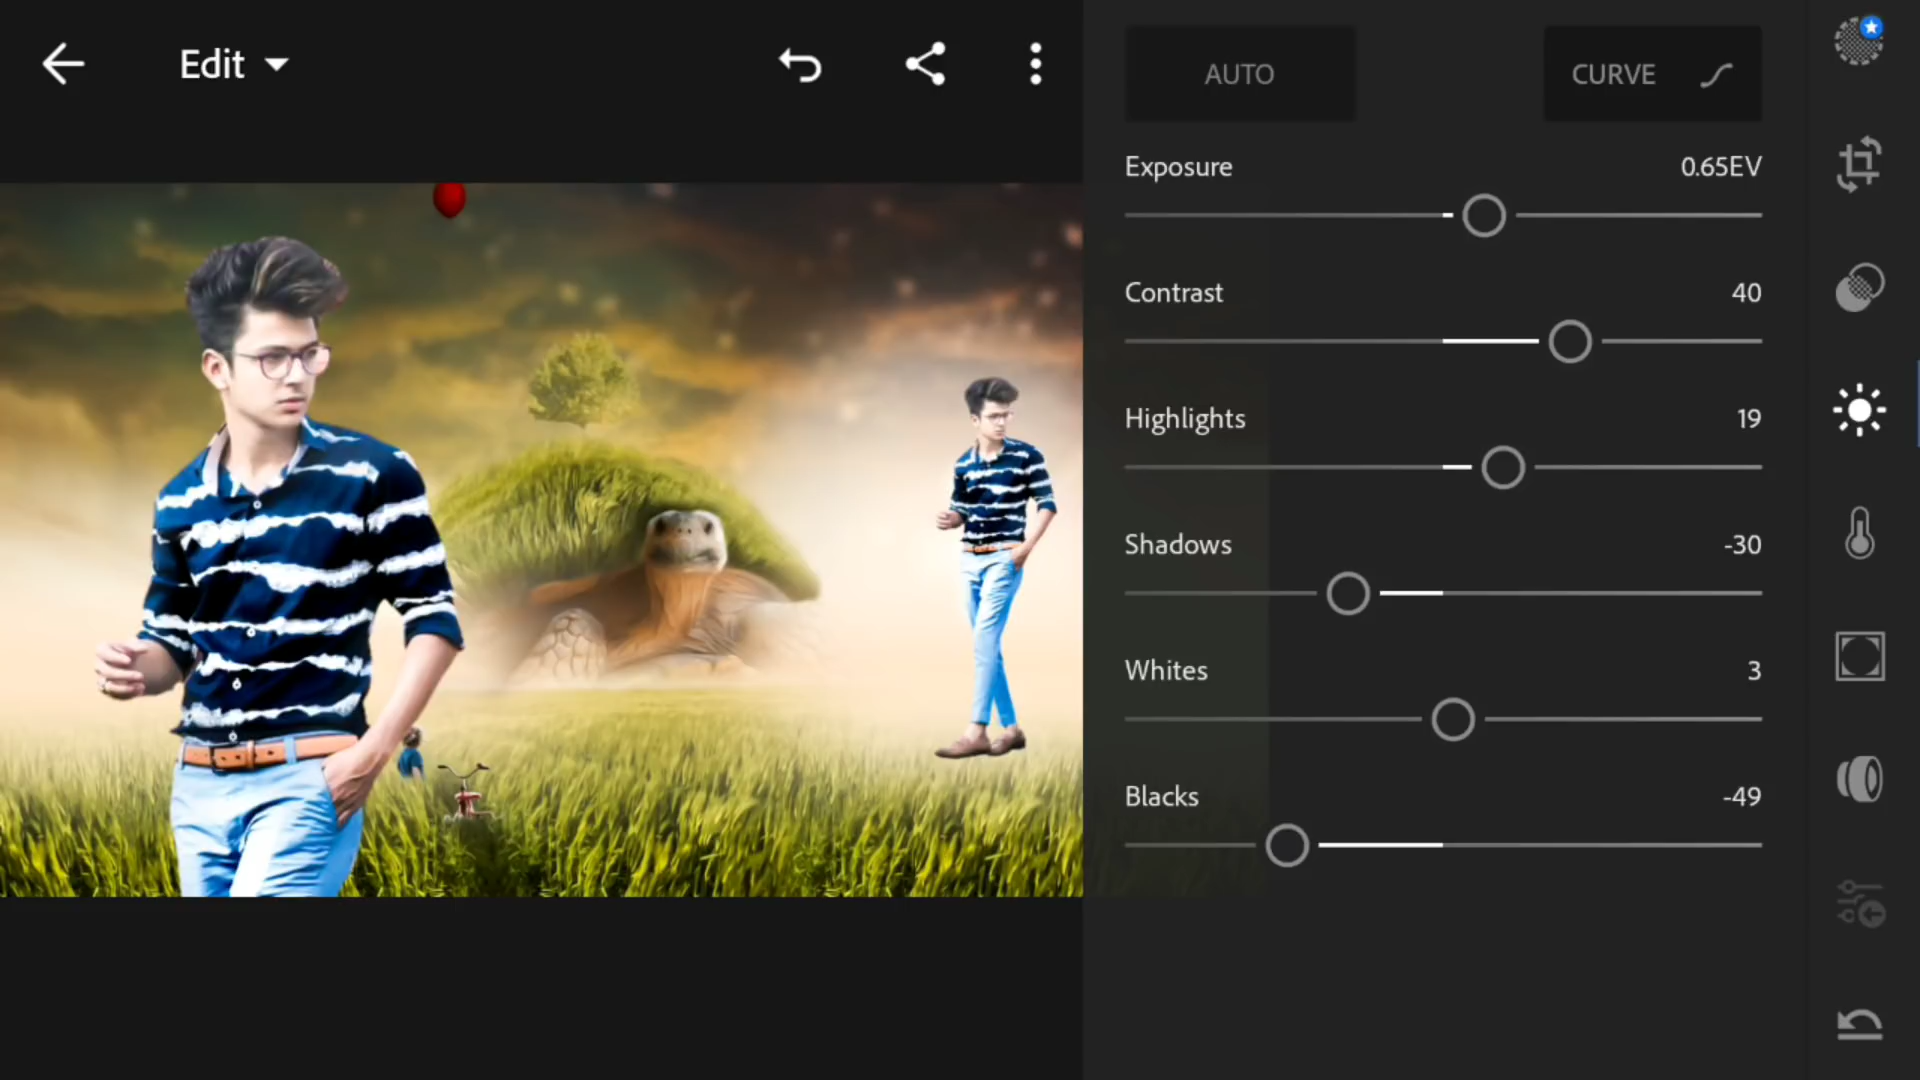 Edit
AUTO
CURVE
Exposure 0.65EV
Contrast 40
Highlights 19
Shadows -30
Whites 3
Blacks -49